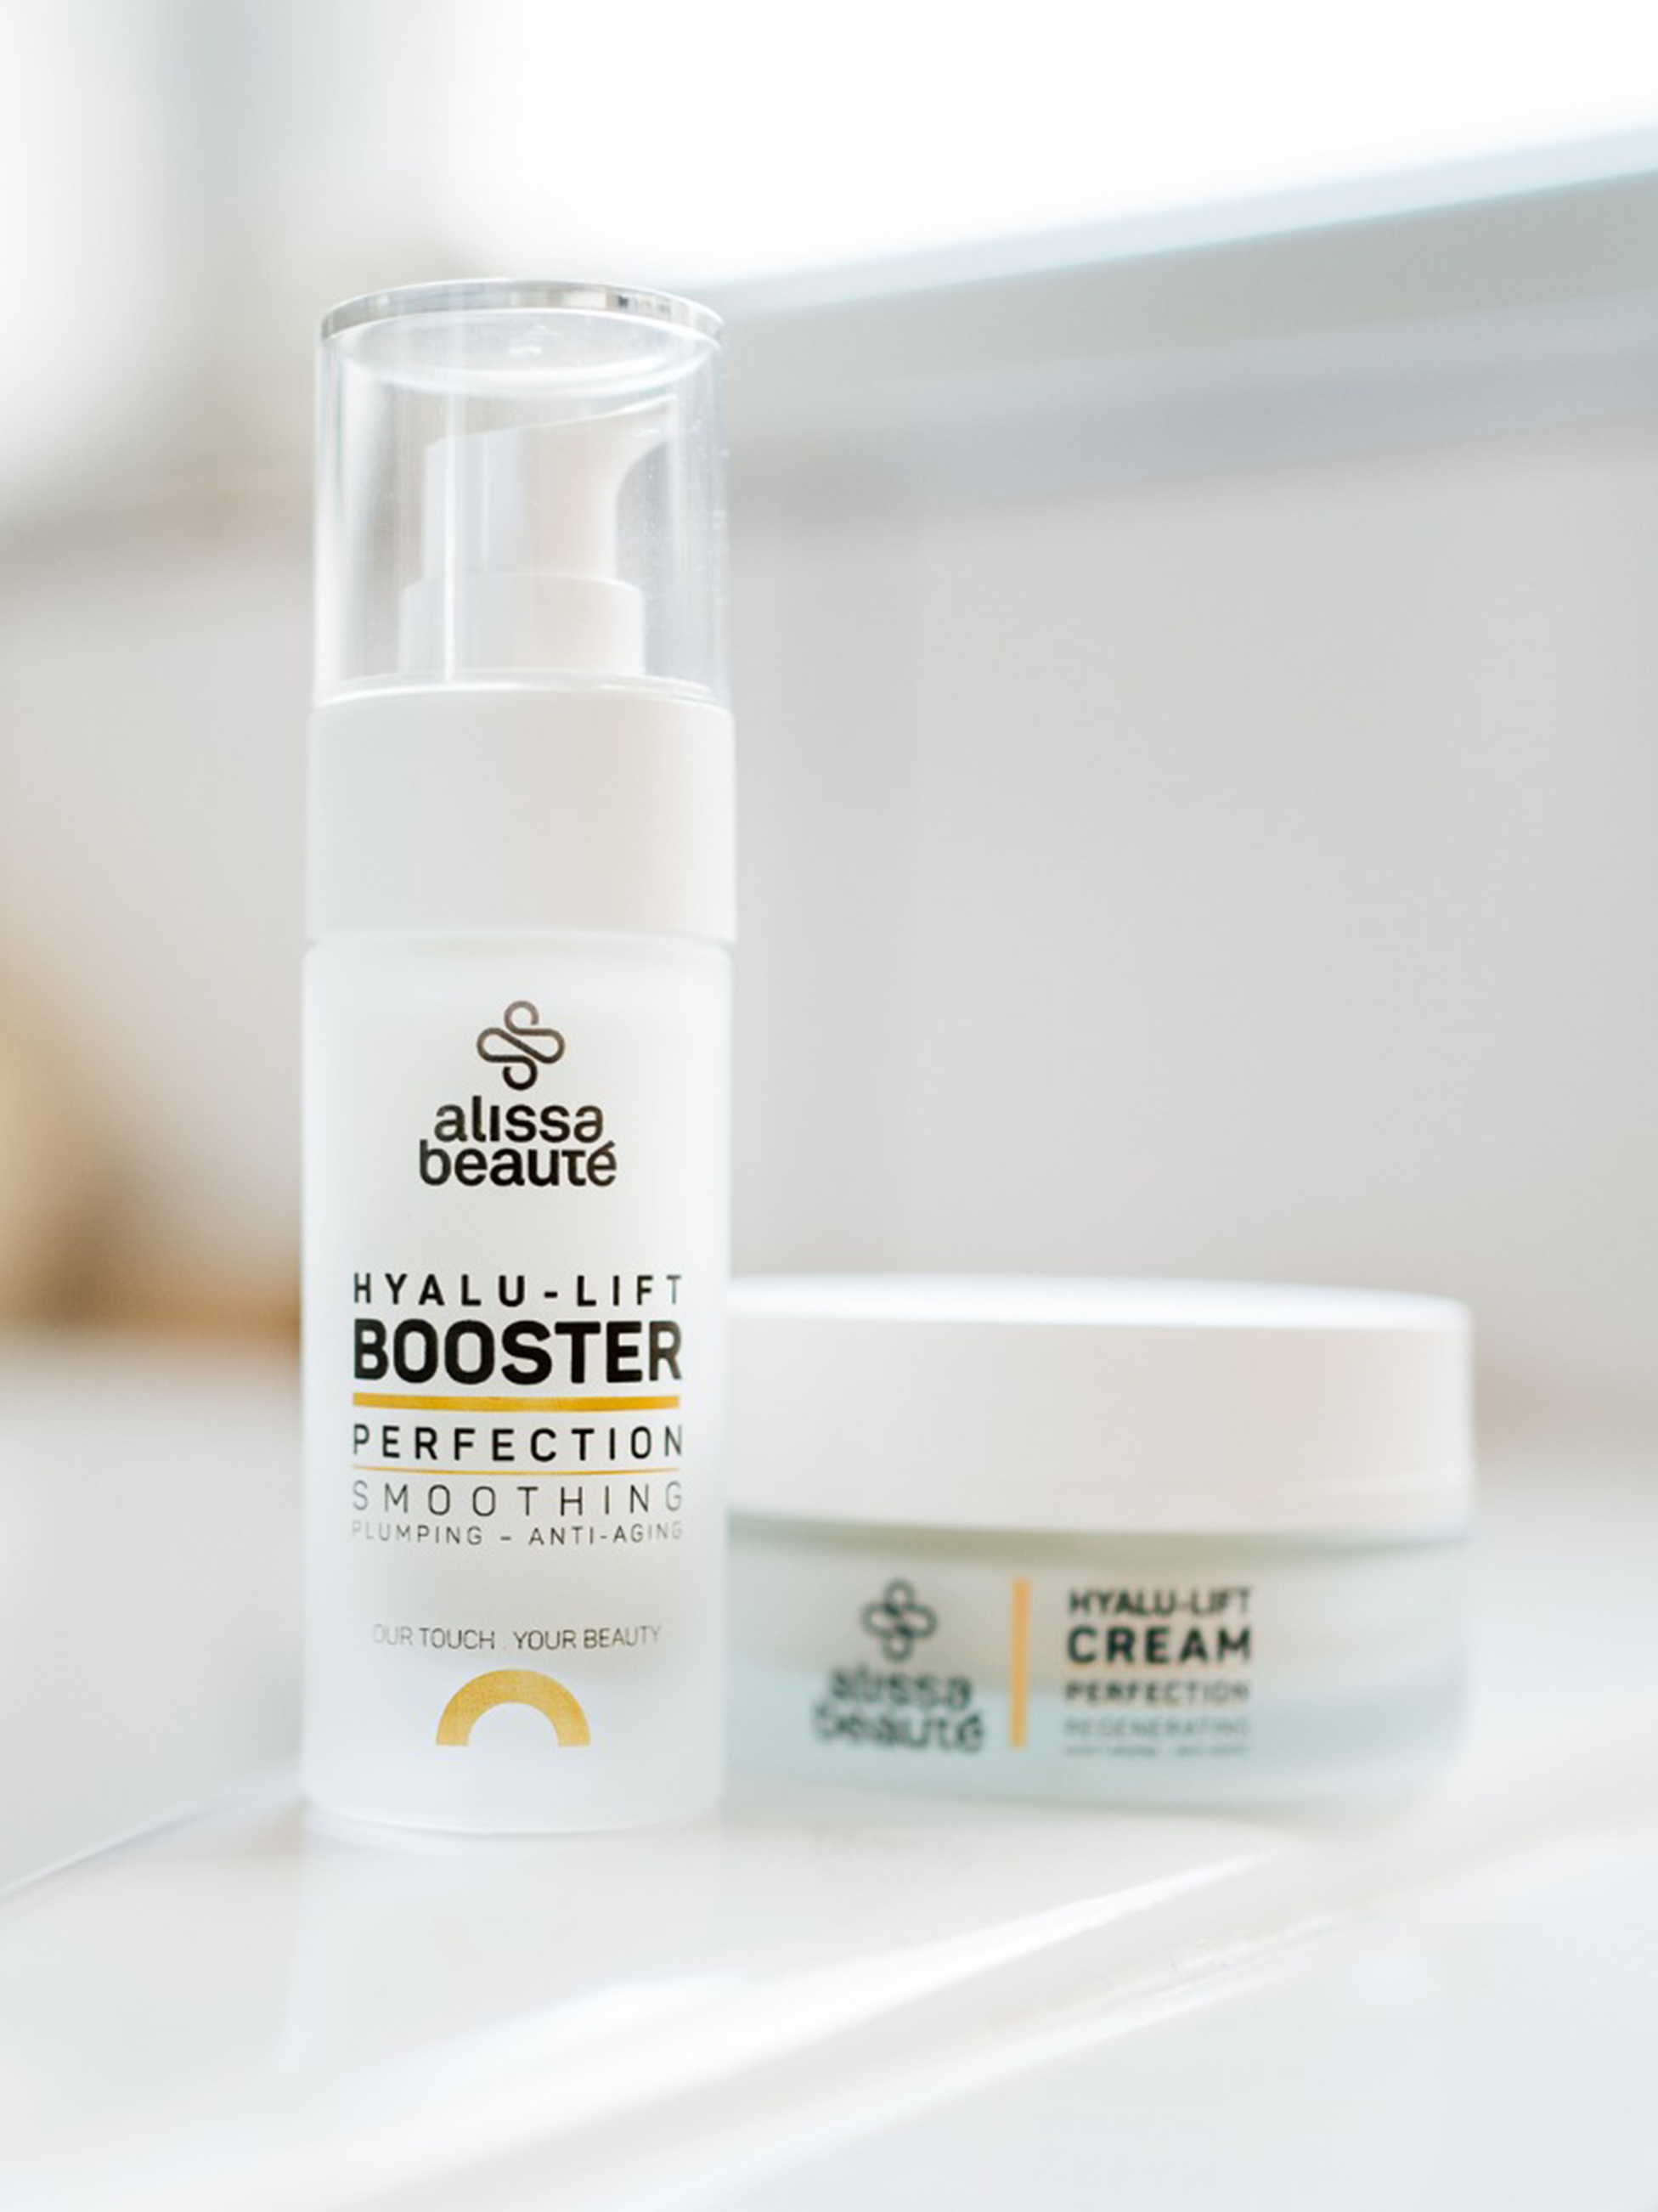 alissa
beauté
HYALU-LIFT
BOOSTER
PERFECTION
SMOOTHING
PLUMPING – ANTI-AGING
OUR TOUCH . YOUR BEAUTY
alissa
beauté
HYALU-LIFT
CREAM
PERFECTION
REGENERATING